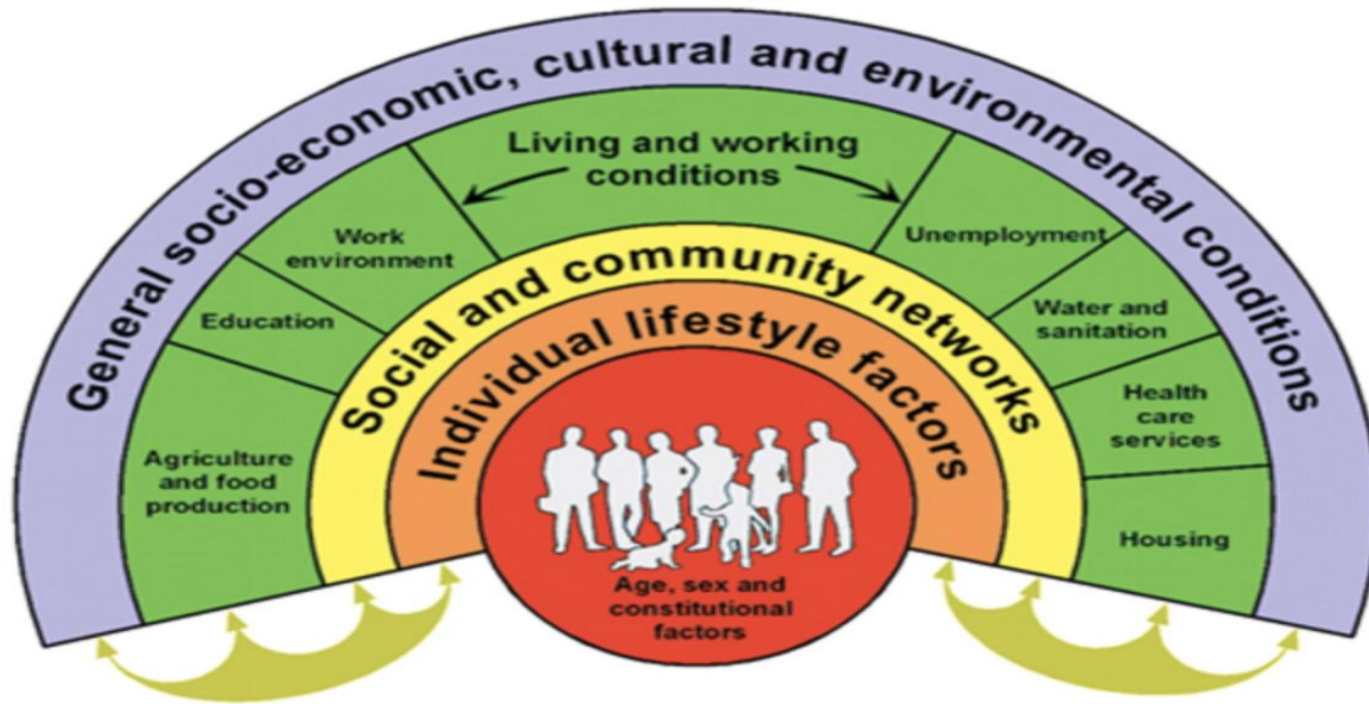 General socio-economic, cultural and environmental conditions
Living and working
conditions
Agriculture
and food
production
Education
Work
environment
Unemployment
Water and
sanitation
Health
care
services
Housing
Social and community networks
Individual lifestyle factors
Age, sex and
constitutional
factors